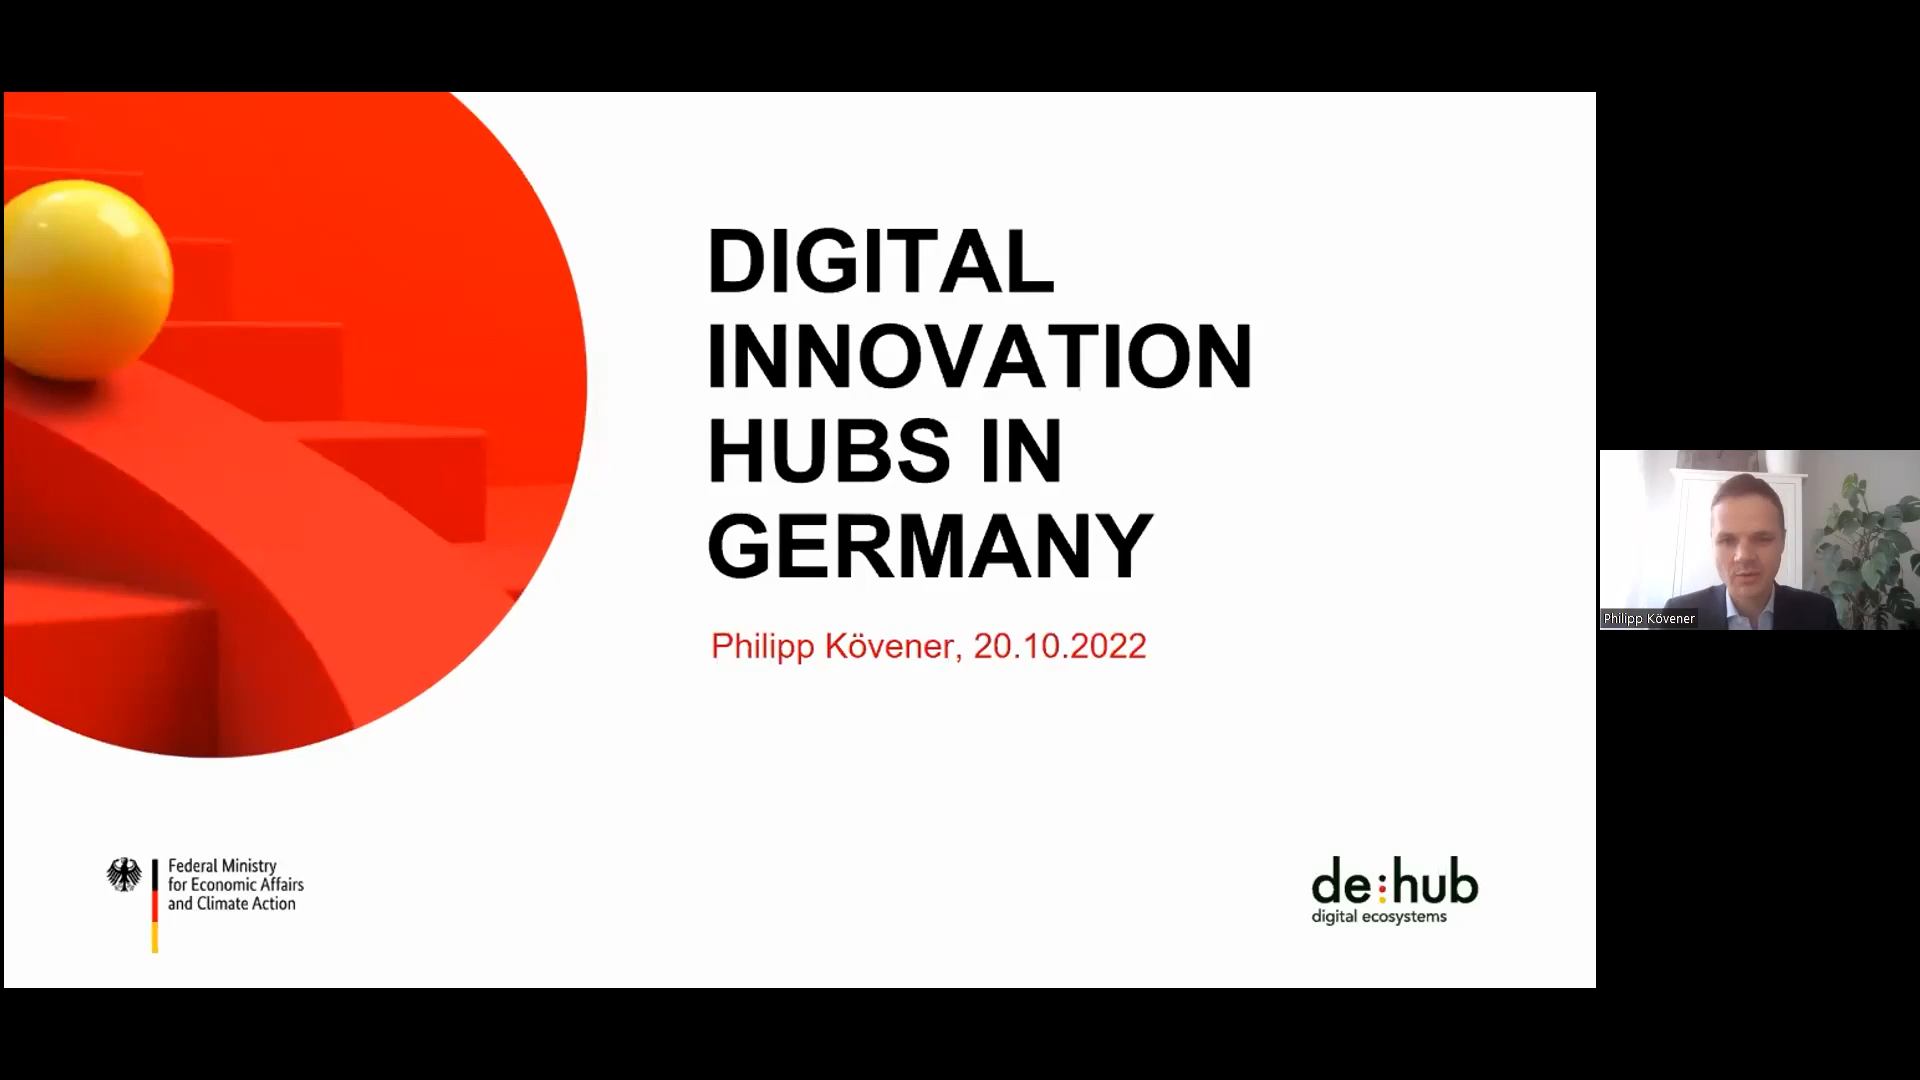 DIGITAL
INNOVATION
HUBS IN
GERMANY
Philipp Kövener, 20.10.2022
Federal Ministry
for Economic Affairs
and Climate Action
de:hub
digital ecosystems
Philipp Kövener